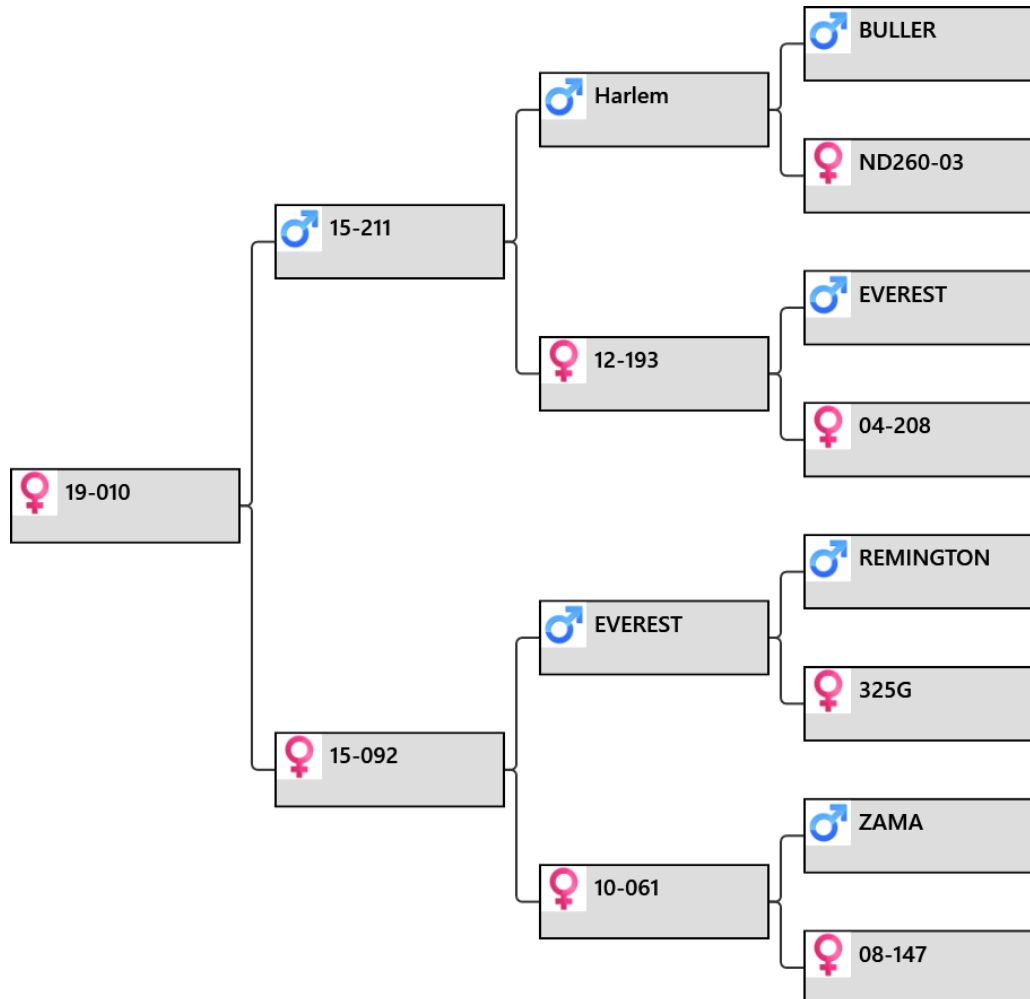 BULLER
Harlem
ND260-03
15-211
EVEREST
12-193
04-208
19-010
REMINGTON
EVEREST
325G
15-092
ZAMA
10-061
08-147